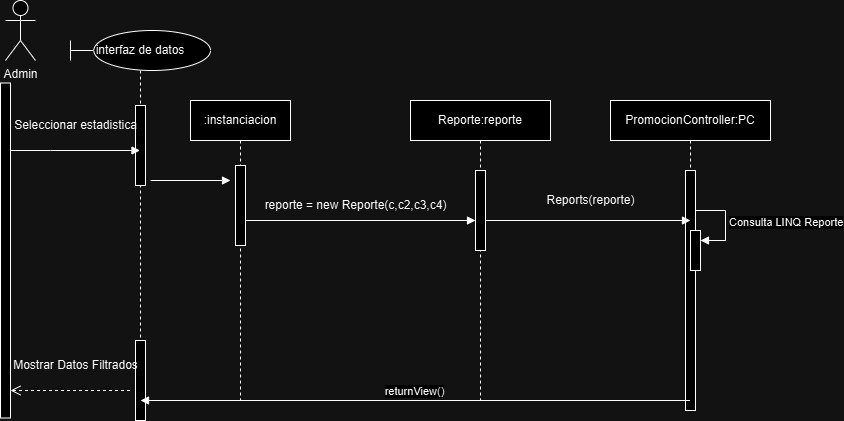 interfaz de datos
Admin
Seleccionar estadistica
:instanciacion
Reporte:reporte
PromocionController:PC
reporte = new Reporte(c,c2,c3,c4)
Reports(reporte)
Consulta LINQ Reporte
Mostrar Datos Filtrados
returnView()